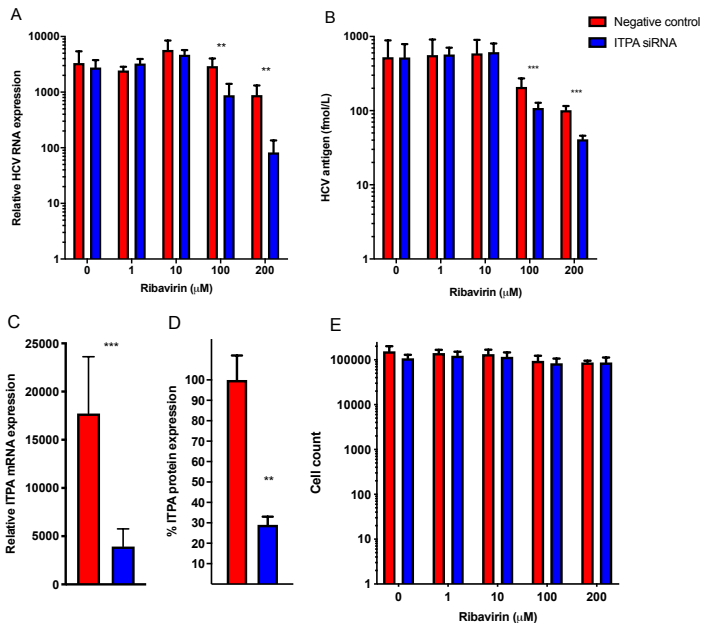 A
B
Negative control
ITPA siRNA
10000
1000
100
10
1
Relative HCV RNA expression
**
**
0 1 10 100 200
Ribavirin (µM)
1000
100
10
1
HCV antigen (fmol/L)
***
***
0 1 10 100 200
Ribavirin (µM)
C
25000
20000
15000
10000
5000
0
Relative ITPA mRNA expression
***
D
100
90
80
70
60
50
40
30
20
10
% ITPA protein expression
**
E
100000
10000
1000
100
10
1
Cell count
0 1 10 100 200
Ribavirin (µM)